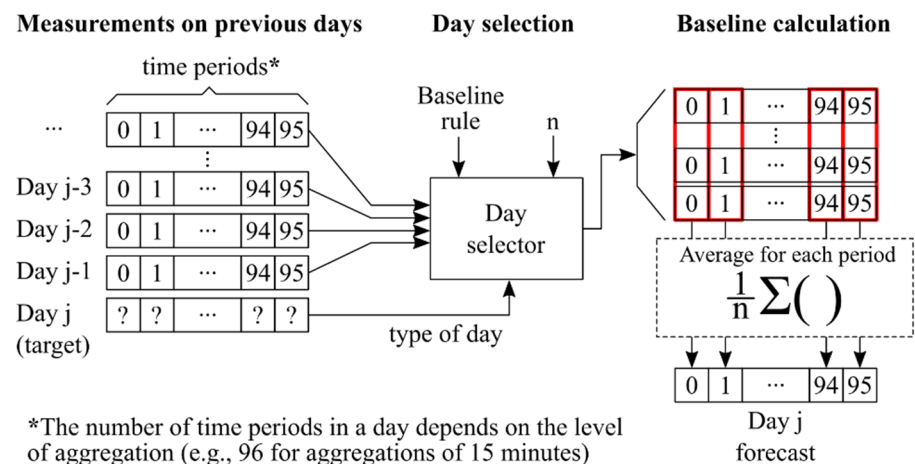 Measurements on previous days
Day selection
Baseline calculation
time periods*
... 0 1 ... 94 95
⋮
Day j-3 0 1 ... 94 95
Day j-2 0 1 ... 94 95
Day j-1 0 1 ... 94 95
Day j ? ? ... ? ?
(target)
Baseline
rule
n
Day
selector
type of day
0 1 ... 94 95
⋮
0 1 ... 94 95
0 1 ... 94 95
Average for each period
1/n Σ( )
0 1 ... 94 95
Day j
forecast
*The number of time periods in a day depends on the level
of aggregation (e.g., 96 for aggregations of 15 minutes)